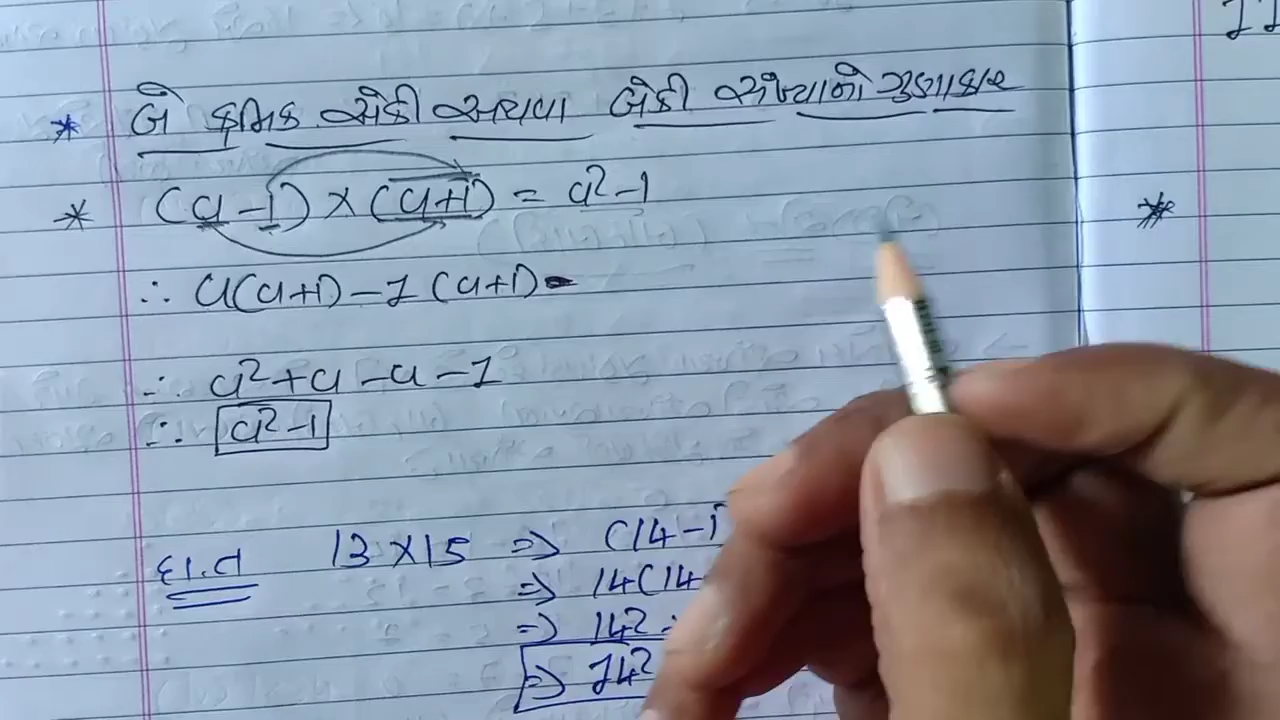 * બે ક્રમિક એકી અથવા બેકી સંખ્યાનો ગુણાકાર
* (a-1) × (a+1) = a²-1
∴ a(a+1) - 1 (a+1)
∴ a²+a -a -1
∴ a²-1
દા.ત 13 × 15 ⇒ (14-1
⇒ 14(14
⇒ 14²
⇒ 14²
*